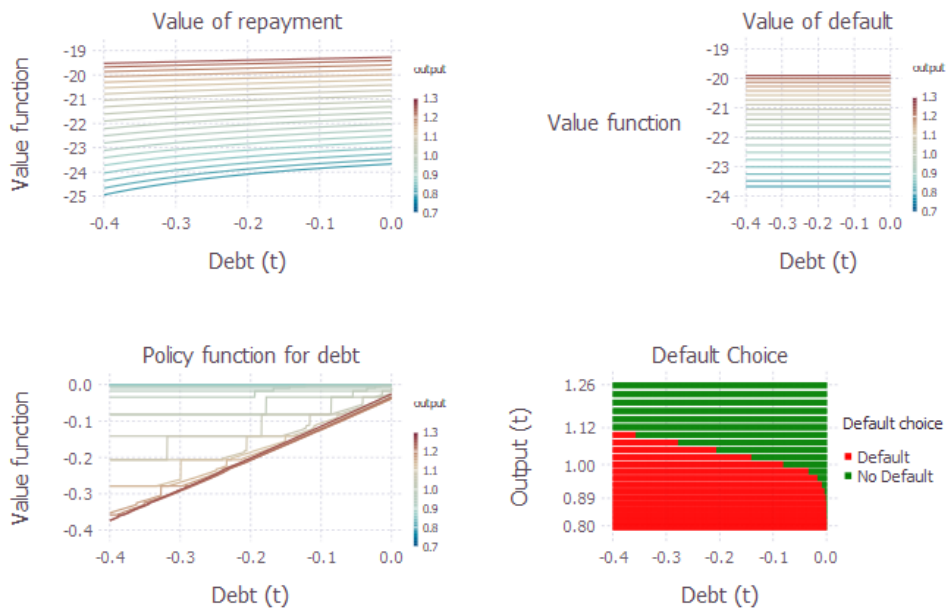 Value of repayment
Value function
-19
-20
-21
-22
-23
-24
-25
-0.4 -0.3 -0.2 -0.1 0.0
Debt (t)
output
1.3
1.2
1.1
1.0
0.9
0.8
0.7
Value of default
Value function
-19
-20
-21
-22
-23
-24
-0.4 -0.3 -0.2 -0.1 0.0
Debt (t)
output
1.3
1.2
1.1
1.0
0.9
0.8
0.7
Policy function for debt
Value function
0.0
-0.1
-0.2
-0.3
-0.4
-0.4 -0.3 -0.2 -0.1 0.0
Debt (t)
output
1.3
1.2
1.1
1.0
0.9
0.8
0.7
Default Choice
Output (t)
1.26
1.12
1.00
0.89
0.80
-0.4 -0.3 -0.2 -0.1 0.0
Debt (t)
Default choice
Default
No Default